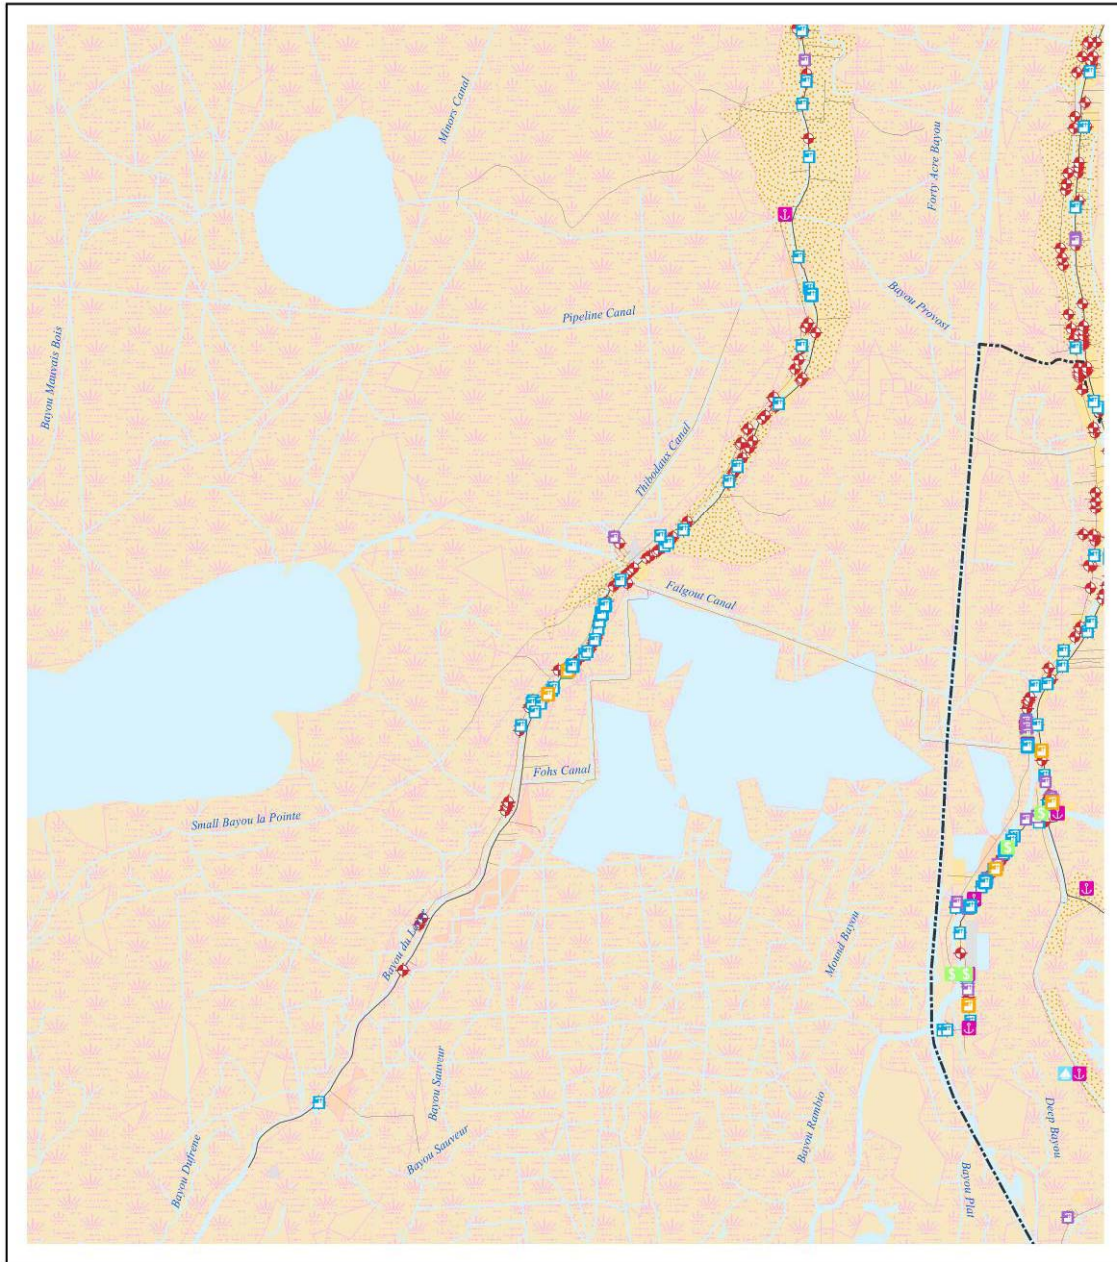 Minors Canal
Forty Acre Bayou
Bayou Provost
Pipeline Canal
Bayou Mauvais Bois
Thibodaux Canal
Falgout Canal
Fohs Canal
Small Bayou la Pointe
Bayou du
Mound Bayou
Bayou Sauveur
Bayou Sauveur
Bayou Rambio
Deep Bayou
Bayou Dufrene
Bayou Plat